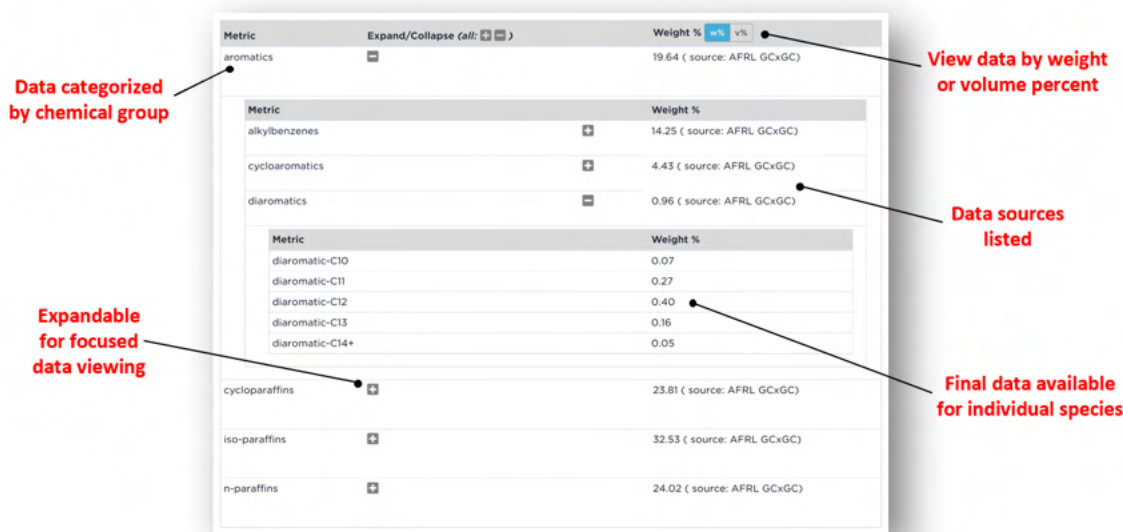 Metric Expand/Collapse (all: + - ) Weight % w% v%
aromatics 19.64 ( source: AFRL GCxGC)
Metric Weight %
alkylbenzenes 14.25 ( source: AFRL GCxGC)
cycloaromatics 4.43 ( source: AFRL GCxGC)
diaromatics 0.96 ( source: AFRL GCxGC)
Metric Weight %
diaromatic-C10 0.07
diaromatic-C11 0.27
diaromatic-C12 0.40
diaromatic-C13 0.16
diaromatic-C14+ 0.05
cycloparaffins 23.81 ( source: AFRL GCxGC)
iso-paraffins 32.53 ( source: AFRL GCxGC)
n-paraffins 24.02 ( source: AFRL GCxGC)
Data categorized
by chemical group
Expandable
for focused
data viewing
View data by weight
or volume percent
Data sources
listed
Final data available
for individual species